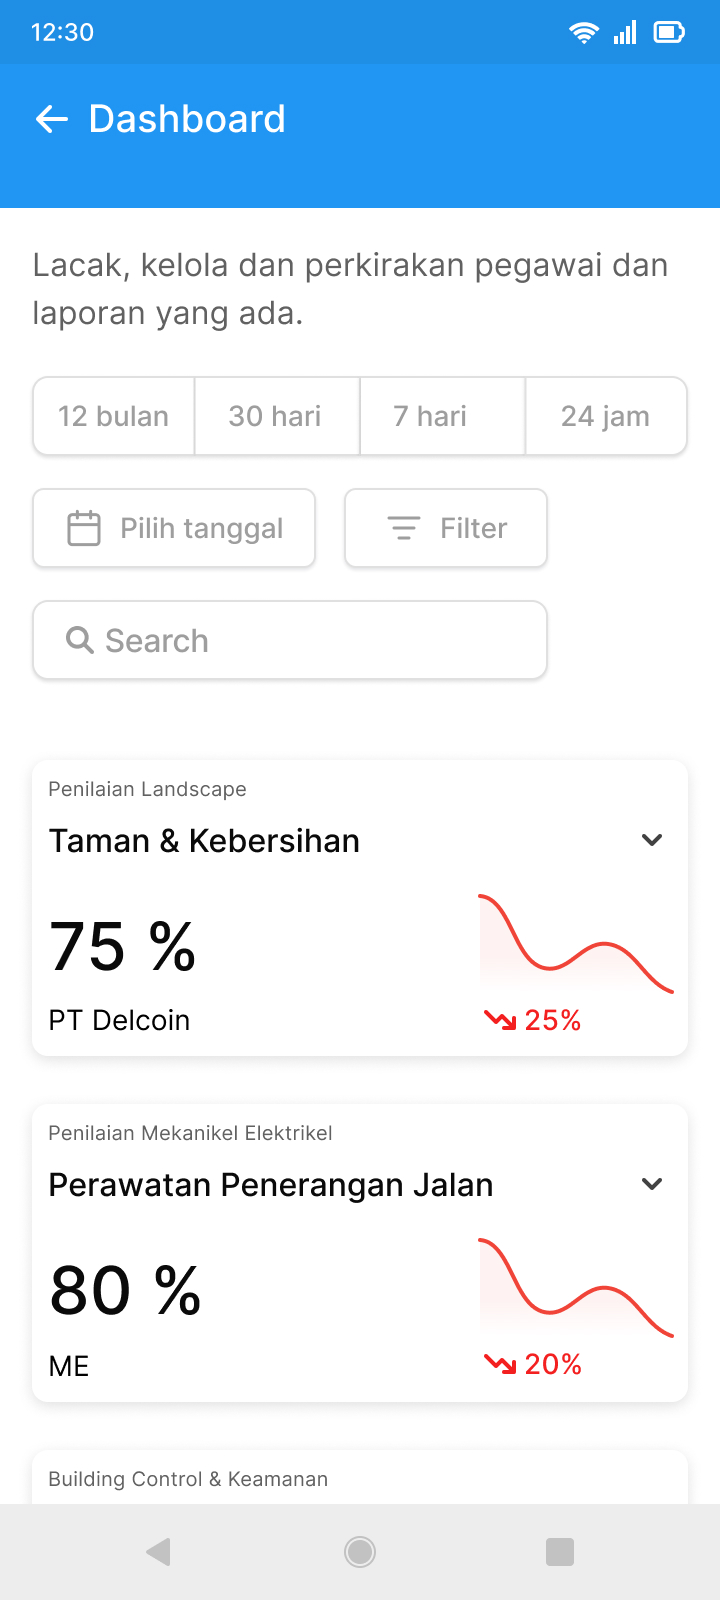 12:30
Dashboard
Lacak, kelola dan perkirakan pegawai dan
laporan yang ada.
12 bulan
30 hari
7 hari
24 jam
Pilih tanggal
Filter
Search
Penilaian Landscape
Taman & Kebersihan
75 %
PT Delcoin
25%
Penilaian Mekanikel Elektrikel
Perawatan Penerangan Jalan
80 %
ME
20%
Building Control & Keamanan